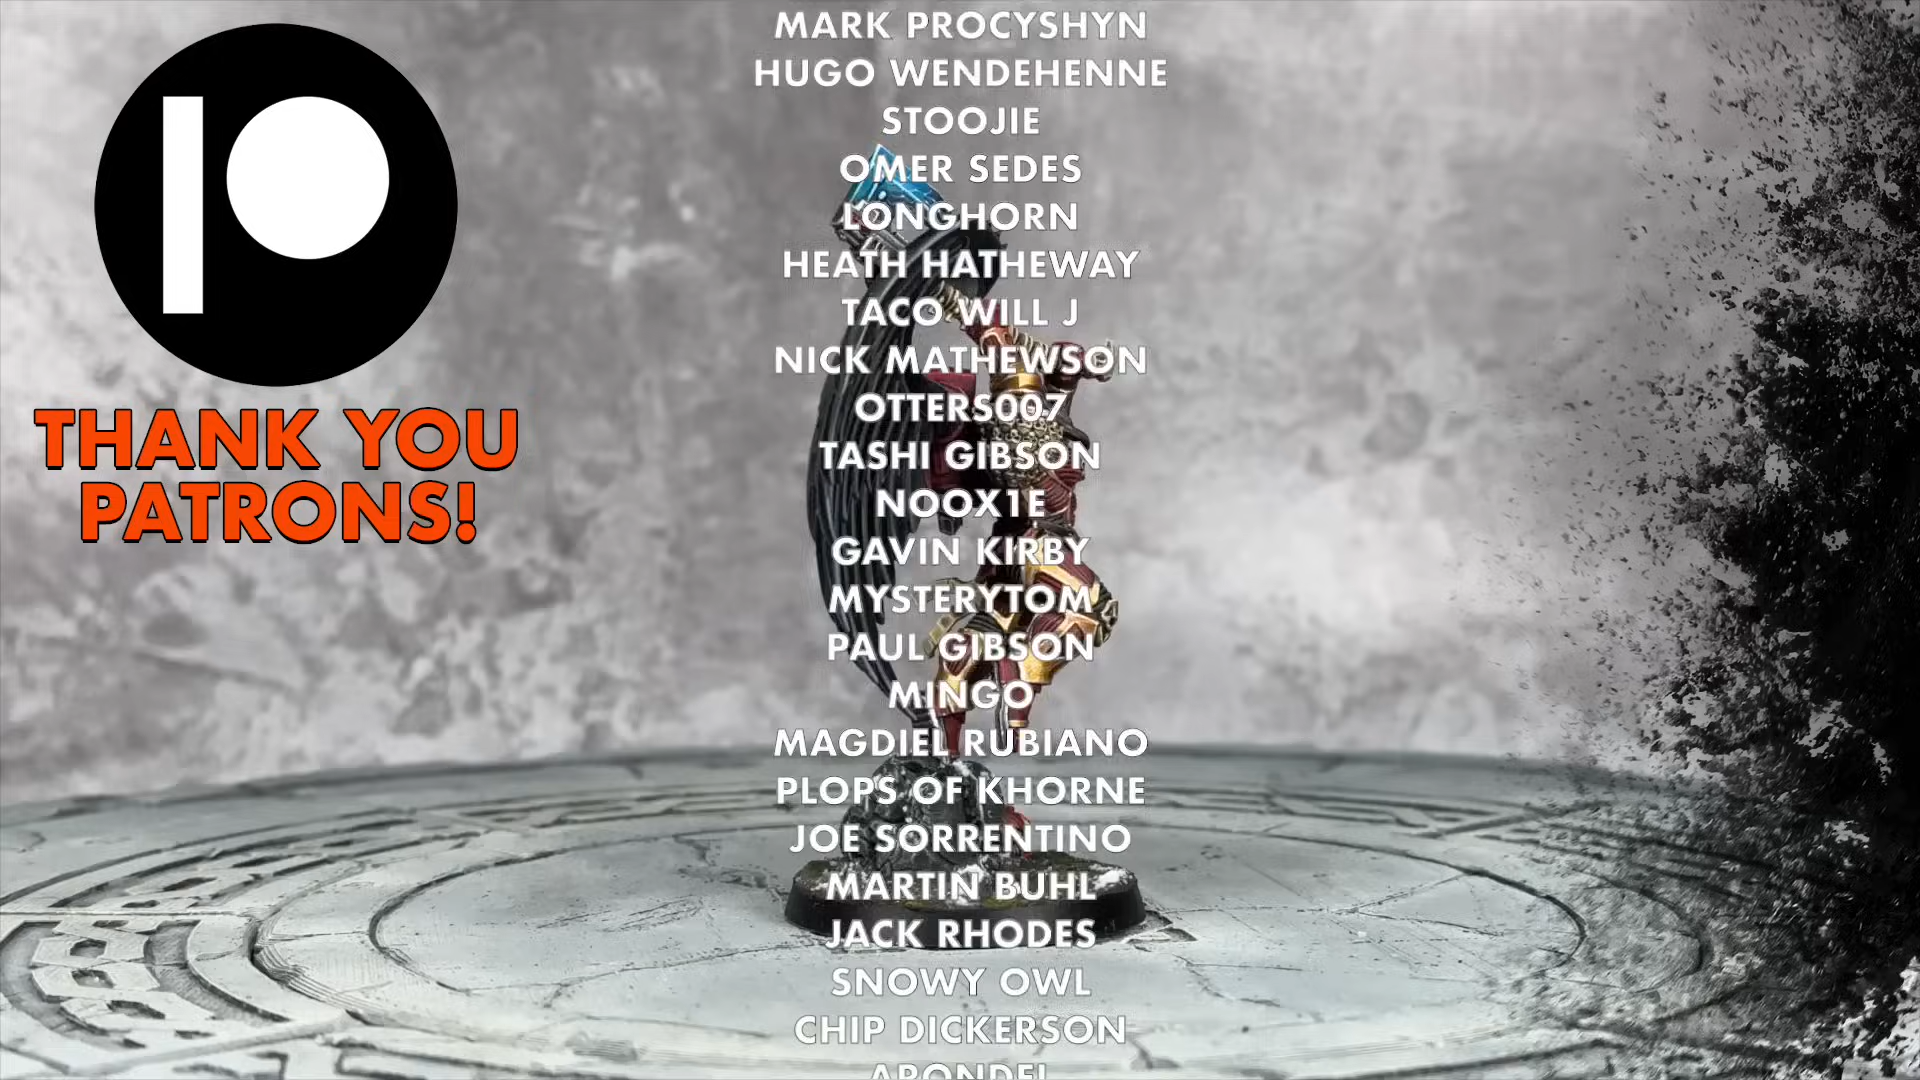 THANK YOU
PATRONS!
MARK PROCYSHYN
HUGO WENDEHENNE
STOOJIE
OMER SEDES
LONGHORN
HEATH HATHEWAY
TACO WILL J
NICK MATHEWSON
OTTERS007
TASHI GIBSON
NOOX1E
GAVIN KIRBY
MYSTERYTOM
PAUL GIBSON
MINGO
MAGDIEL RUBIANO
PLOPS OF KHORNE
JOE SORRENTINO
MARTIN BUHL
JACK RHODES
SNOWY OWL
CHIP DICKERSON